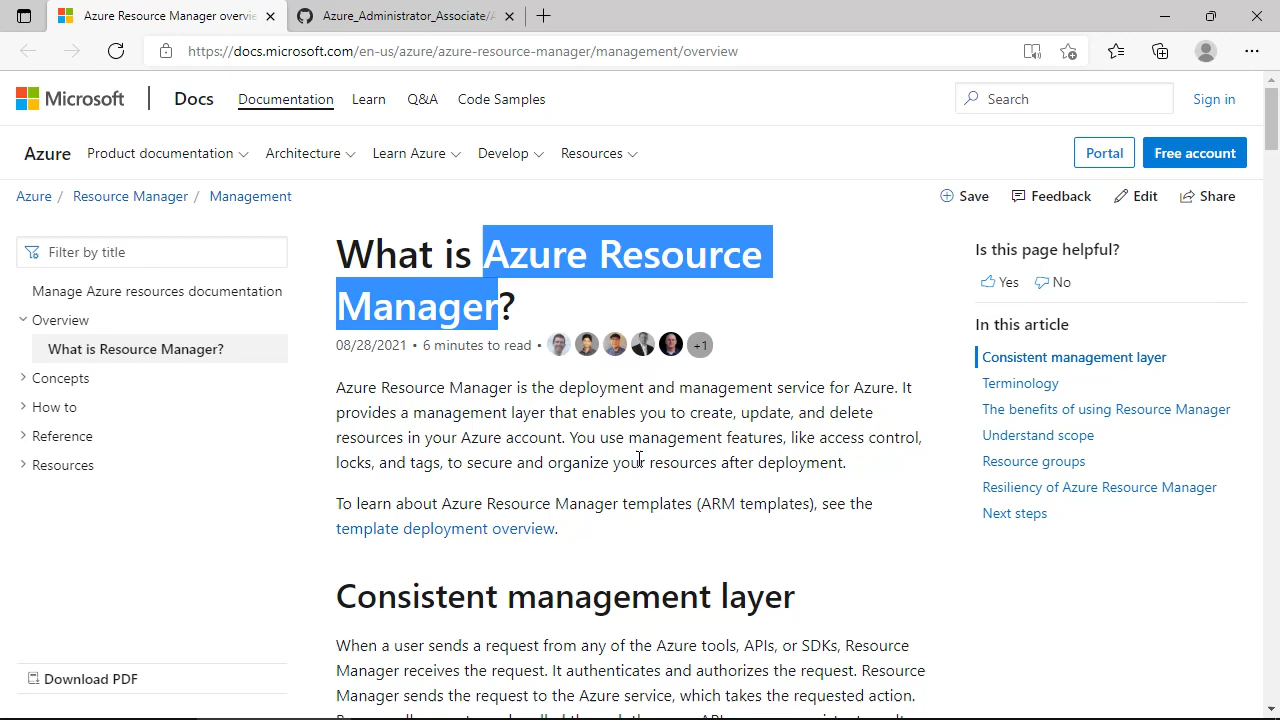 Azure Resource Manager overvie
Azure_Administrator_Associate/A
https://docs.microsoft.com/en-us/azure/azure-resource-manager/management/overview
Microsoft
Docs
Documentation
Learn
Q&A
Code Samples
Search
Sign in
Azure
Product documentation
Architecture
Learn Azure
Develop
Resources
Portal
Free account
Azure / Resource Manager / Management
Save
Feedback
Edit
Share
Filter by title
Manage Azure resources documentation
Overview
What is Resource Manager?
Concepts
How to
Reference
Resources
Download PDF
What is Azure Resource
Manager?
08/28/2021 • 6 minutes to read •
+1
Azure Resource Manager is the deployment and management service for Azure. It
provides a management layer that enables you to create, update, and delete
resources in your Azure account. You use management features, like access control,
locks, and tags, to secure and organize your resources after deployment.
To learn about Azure Resource Manager templates (ARM templates), see the
template deployment overview.
Consistent management layer
When a user sends a request from any of the Azure tools, APIs, or SDKs, Resource
Manager receives the request. It authenticates and authorizes the request. Resource
Manager sends the request to the Azure service, which takes the requested action.
Is this page helpful?
Yes
No
In this article
Consistent management layer
Terminology
The benefits of using Resource Manager
Understand scope
Resource groups
Resiliency of Azure Resource Manager
Next steps